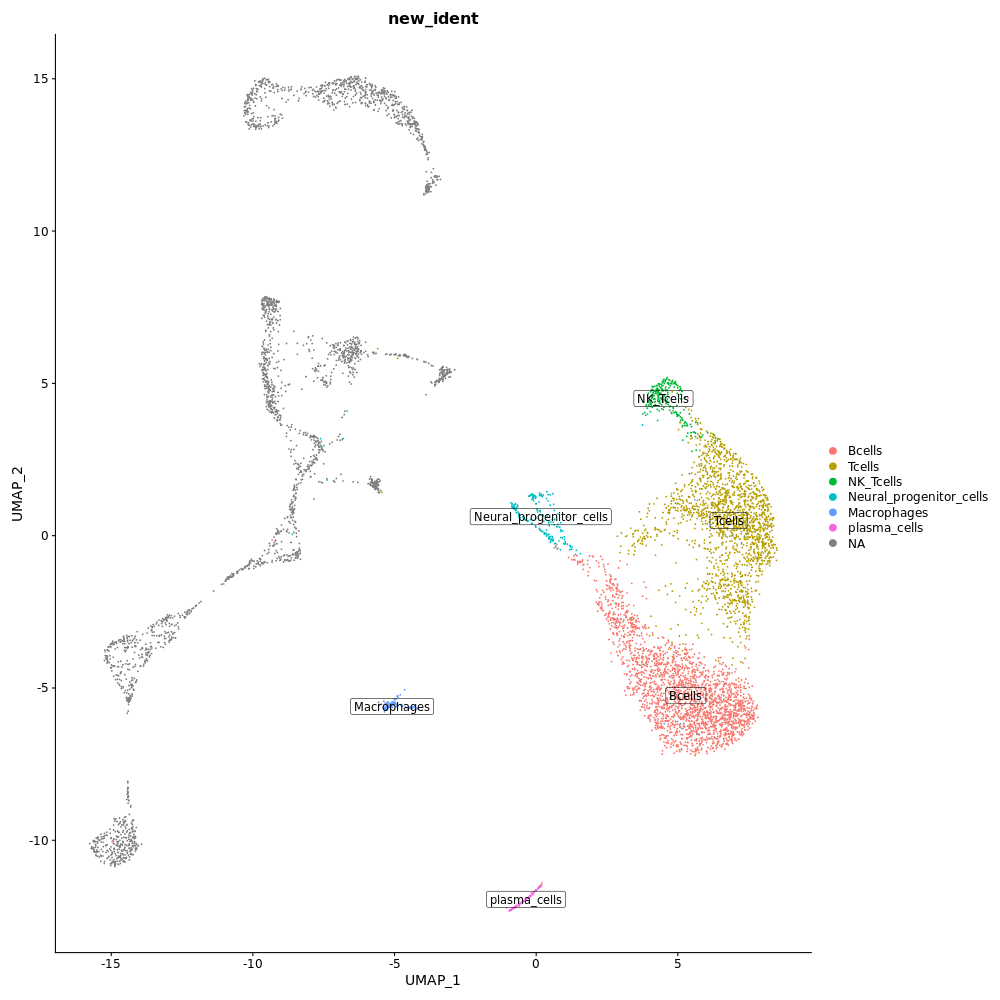 new_ident
15
10
5
0
-5
-10
UMAP_2
-15
-10
-5
0
5
UMAP_1
NK_Tcells
Neural_progenitor_cells
Tcells
Bcells
Macrophages
plasma_cells
Bcells
Tcells
NK_Tcells
Neural_progenitor_cells
Macrophages
plasma_cells
NA